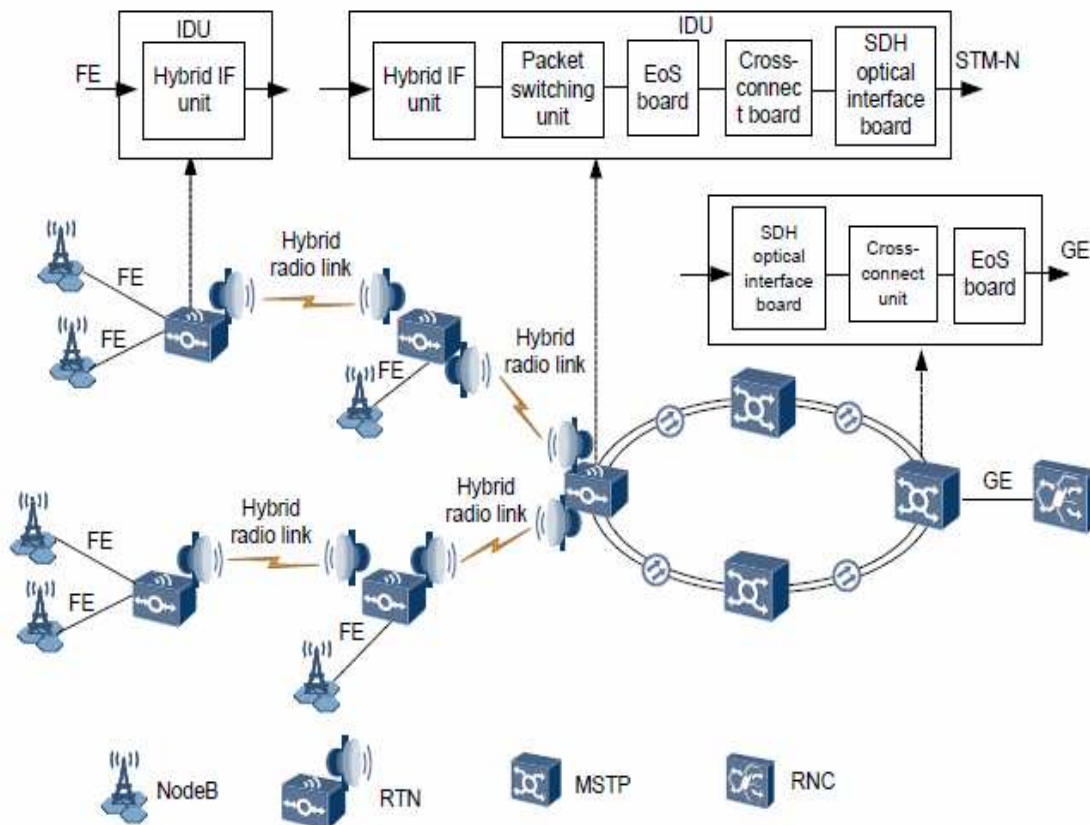 IDU
FE
Hybrid IF
unit
IDU
Hybrid IF
unit
Packet
switching
unit
EoS
board
Cross-
connec
t board
SDH
optical
interface
board
STM-N
SDH
optical
interface
board
Cross-
connect
unit
EoS
board
GE
FE
FE
Hybrid
radio link
FE
Hybrid
radio link
GE
FE
FE
Hybrid
radio link
Hybrid
radio link
FE
NodeB
RTN
MSTP
RNC